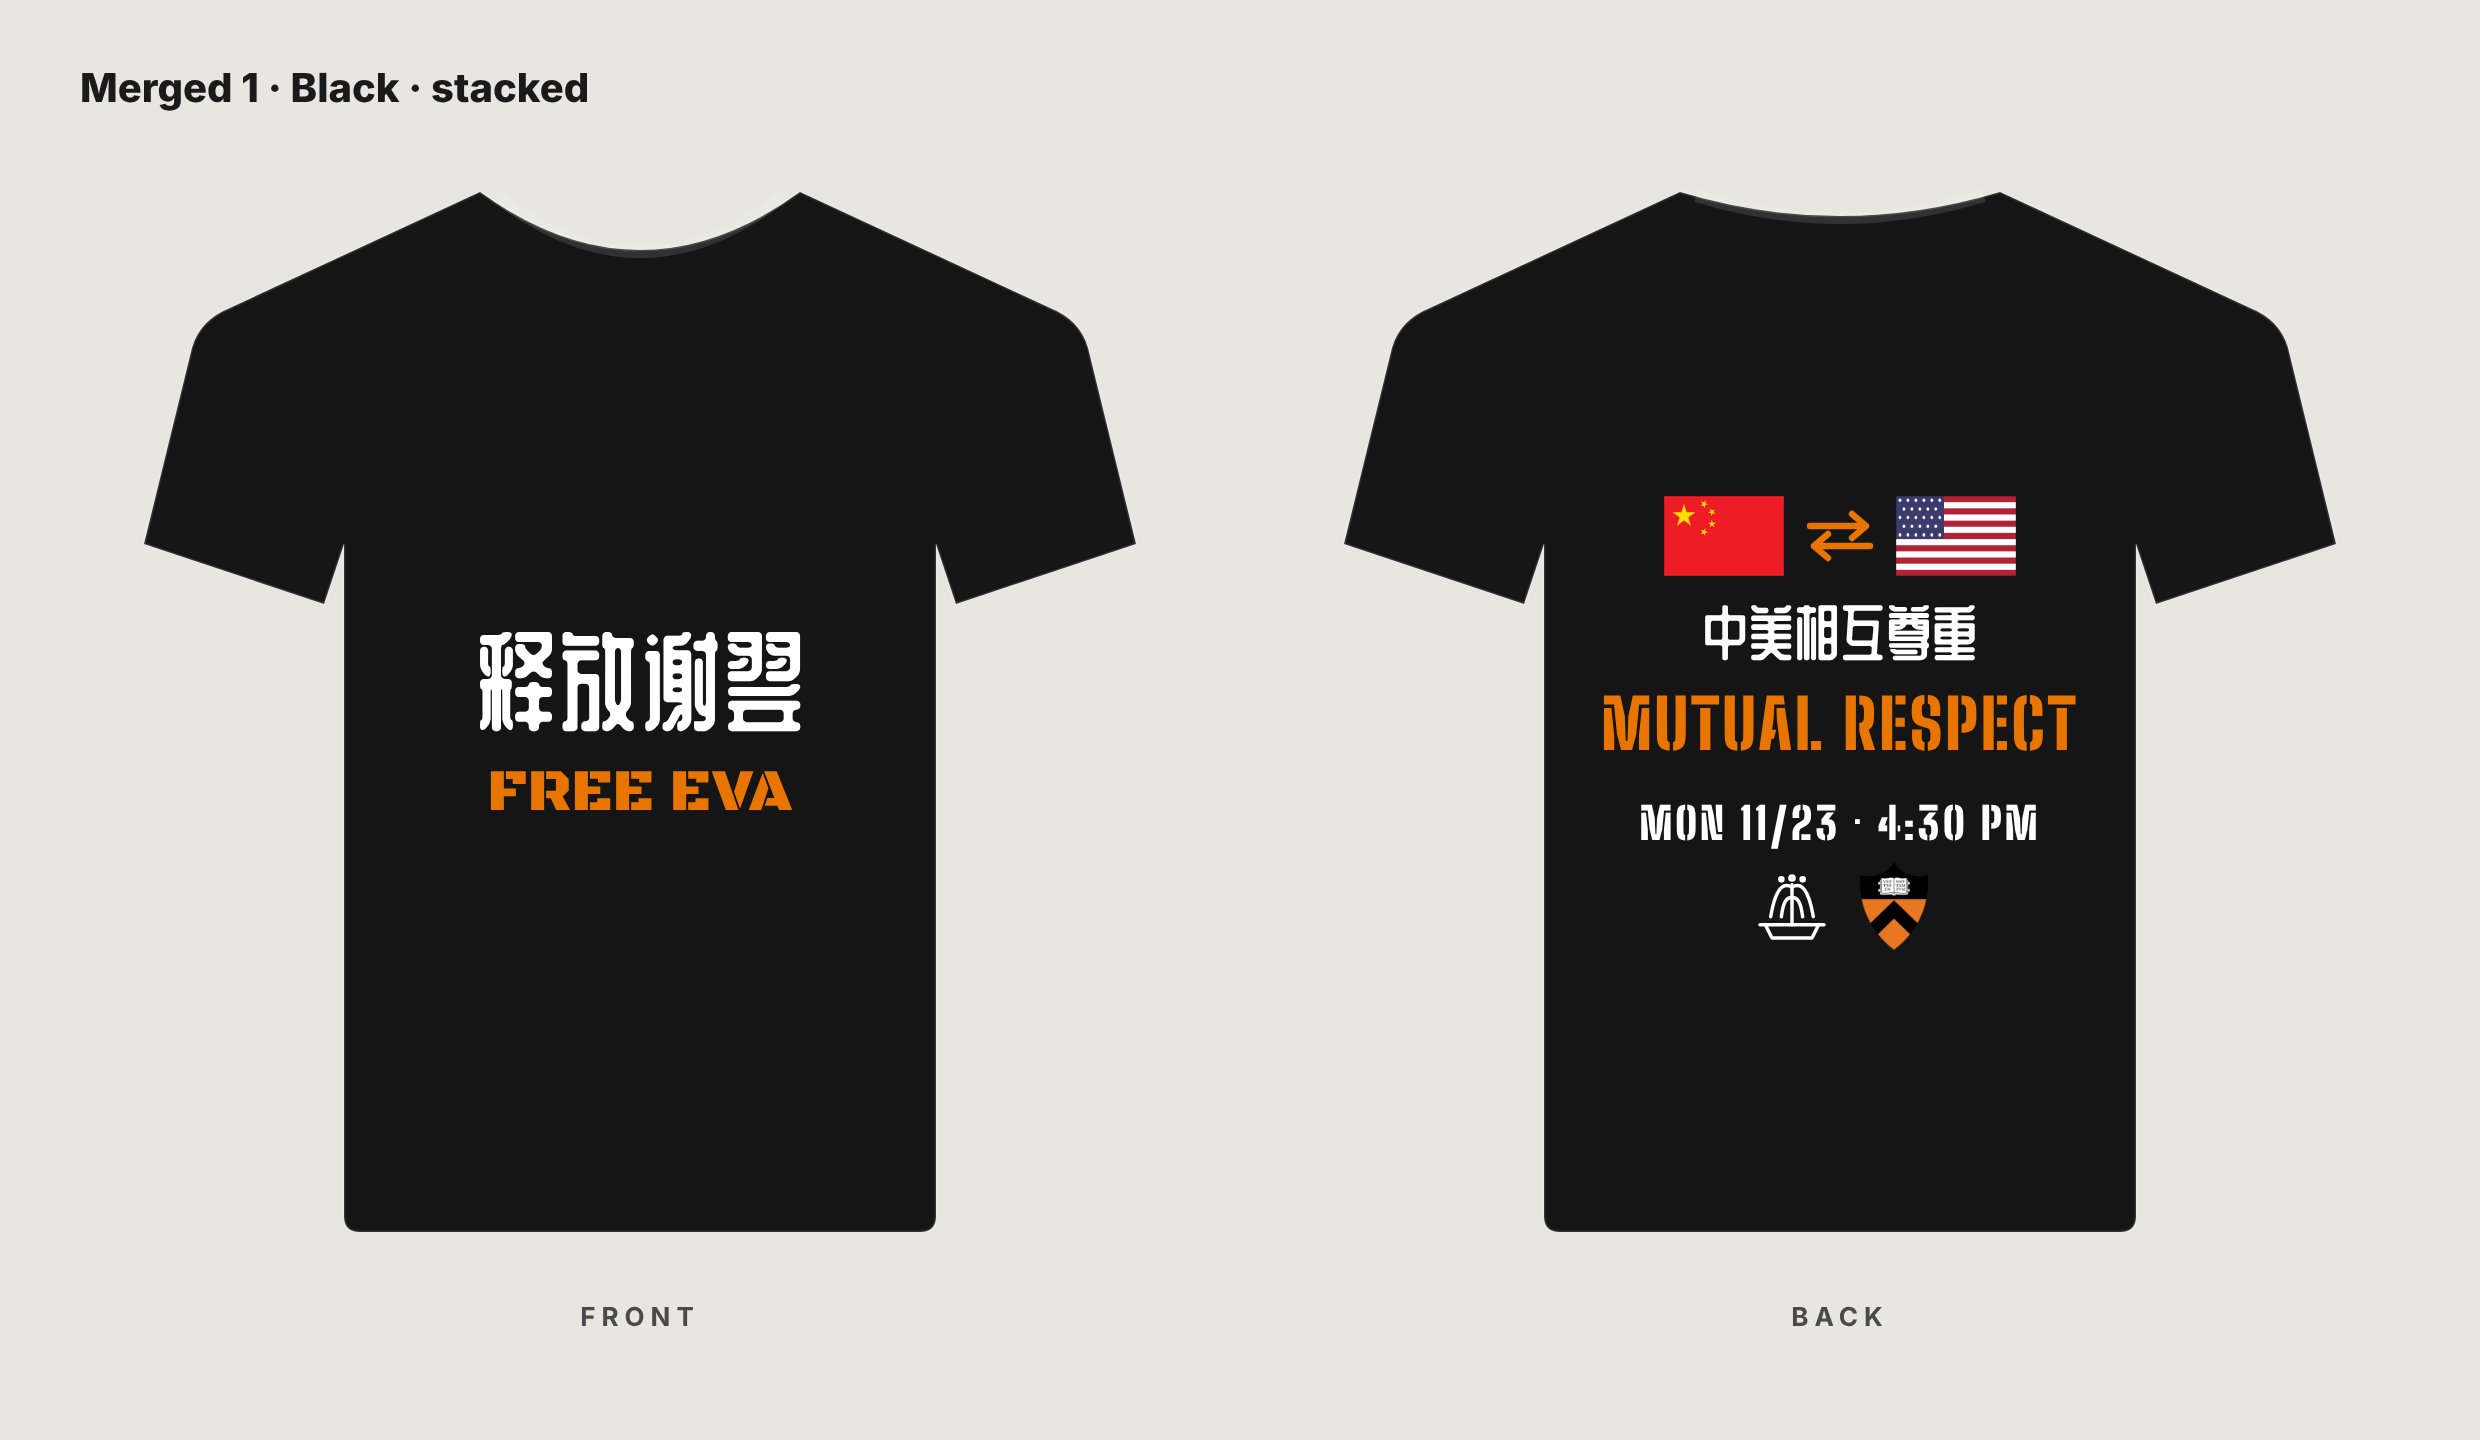 Merged 1 · Black · stacked
释放谢翌
FREE EVA
中美相互尊重
MUTUAL RESPECT
MON 11/23 · 4:30 PM
FRONT
BACK